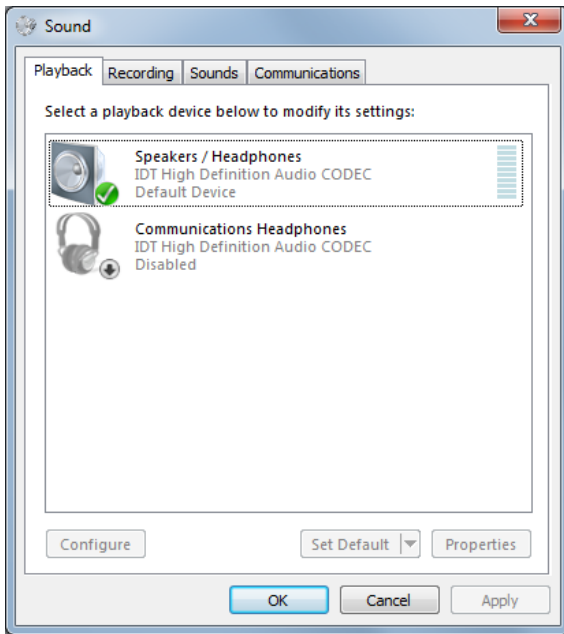 Sound
Playback Recording Sounds Communications
Select a playback device below to modify its settings:
Speakers / Headphones
IDT High Definition Audio CODEC
Default Device
Communications Headphones
IDT High Definition Audio CODEC
Disabled
Configure Set Default Properties
OK Cancel Apply